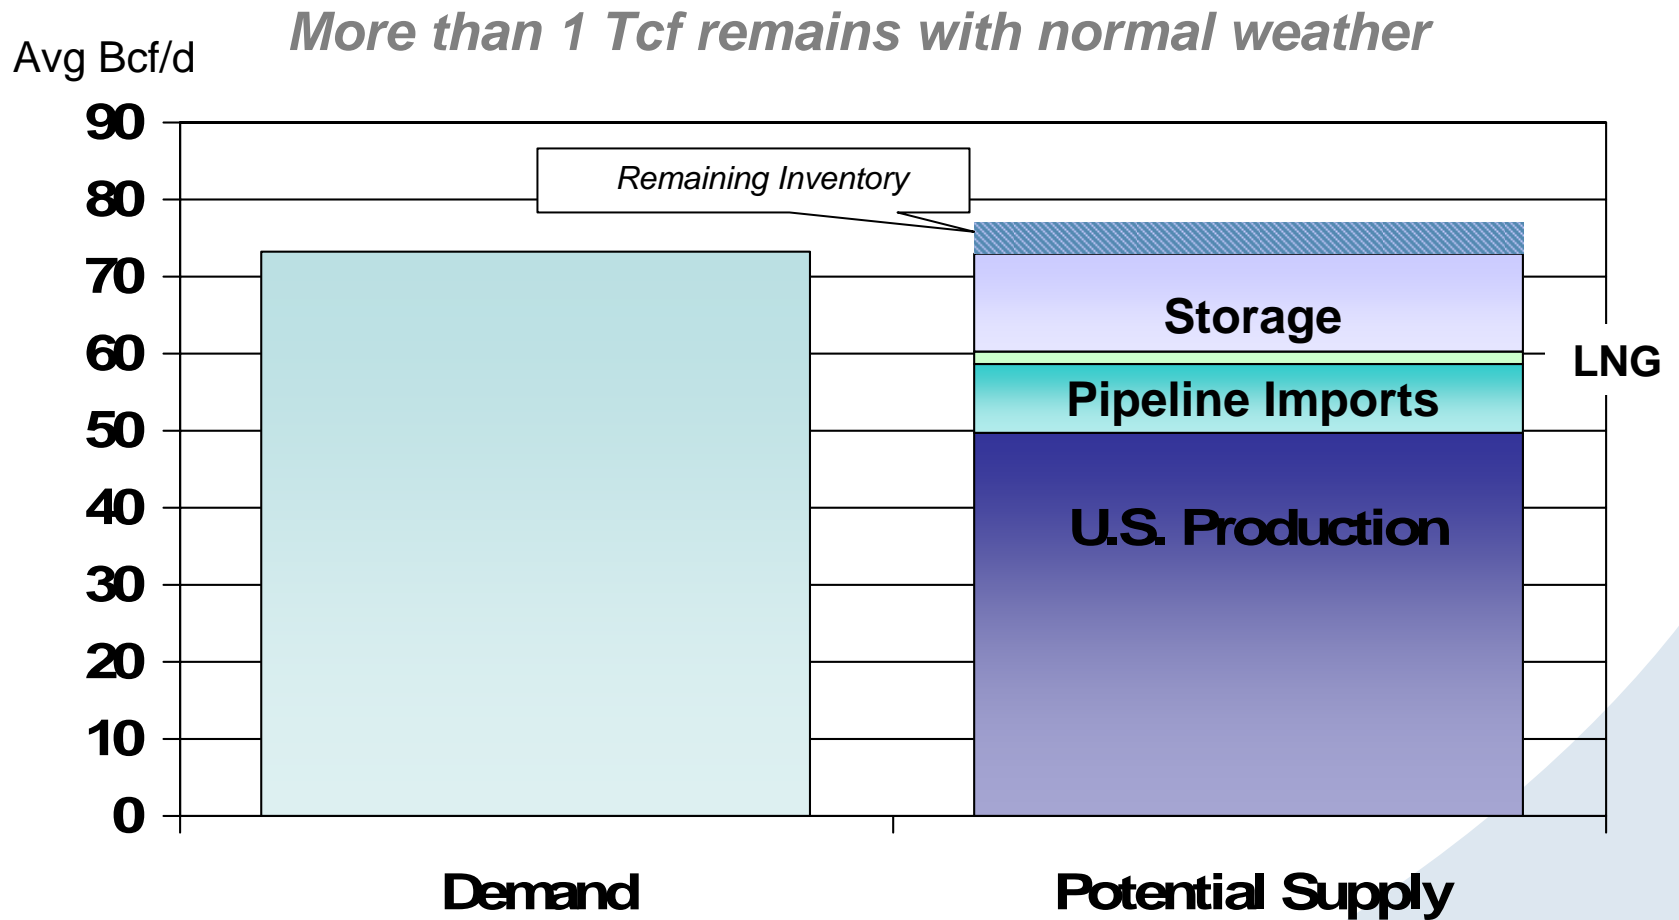 More than 1 Tcf remains with normal weather
Avg Bcf/d
90
80
70
60
50
40
30
20
10
0
Remaining Inventory
Storage
LNG
Pipeline Imports
U.S. Production
Demand
Potential Supply